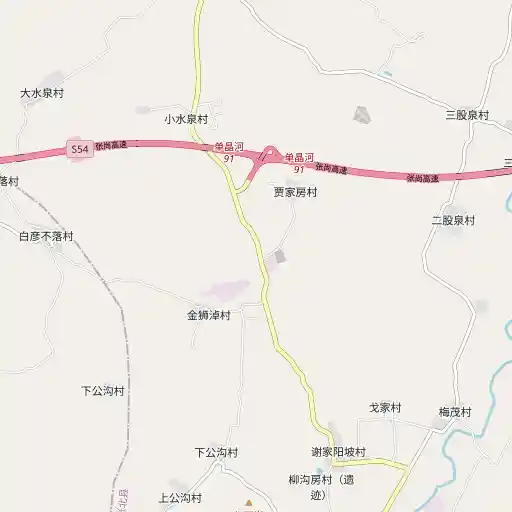 大水泉村
三股泉村
小水泉村
S54
张尚高速
单晶河
91
单晶河
91
张尚高速
张尚高速
三
落村
贾家房村
二股泉村
白彦不落村
金狮淖村
下公沟村
戈家村
梅茂村
下公沟村
谢家阳坡村
柳沟房村（遗
迹）
上公沟村
北县